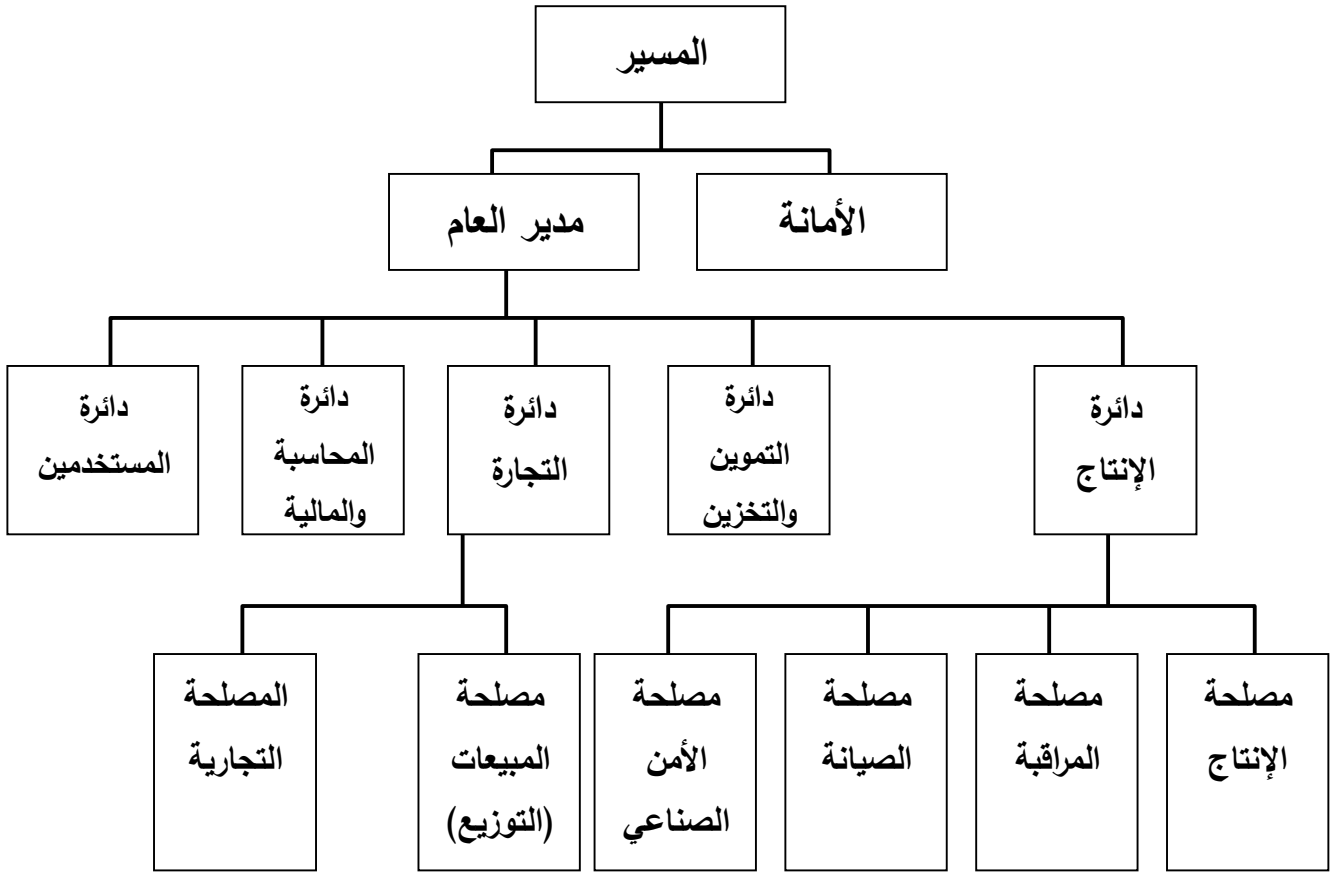 المسير
الأمانة
مدير العام
دائرة
الإنتاج
دائرة
التموين
والتخزين
دائرة
التجارة
دائرة
المحاسبة
والمالية
دائرة
المستخدمين
مصلحة
الإنتاج
مصلحة
المراقبة
مصلحة
الصيانة
مصلحة
الأمن
الصناعي
مصلحة
المبيعات
(التوزيع)
المصلحة
التجارية